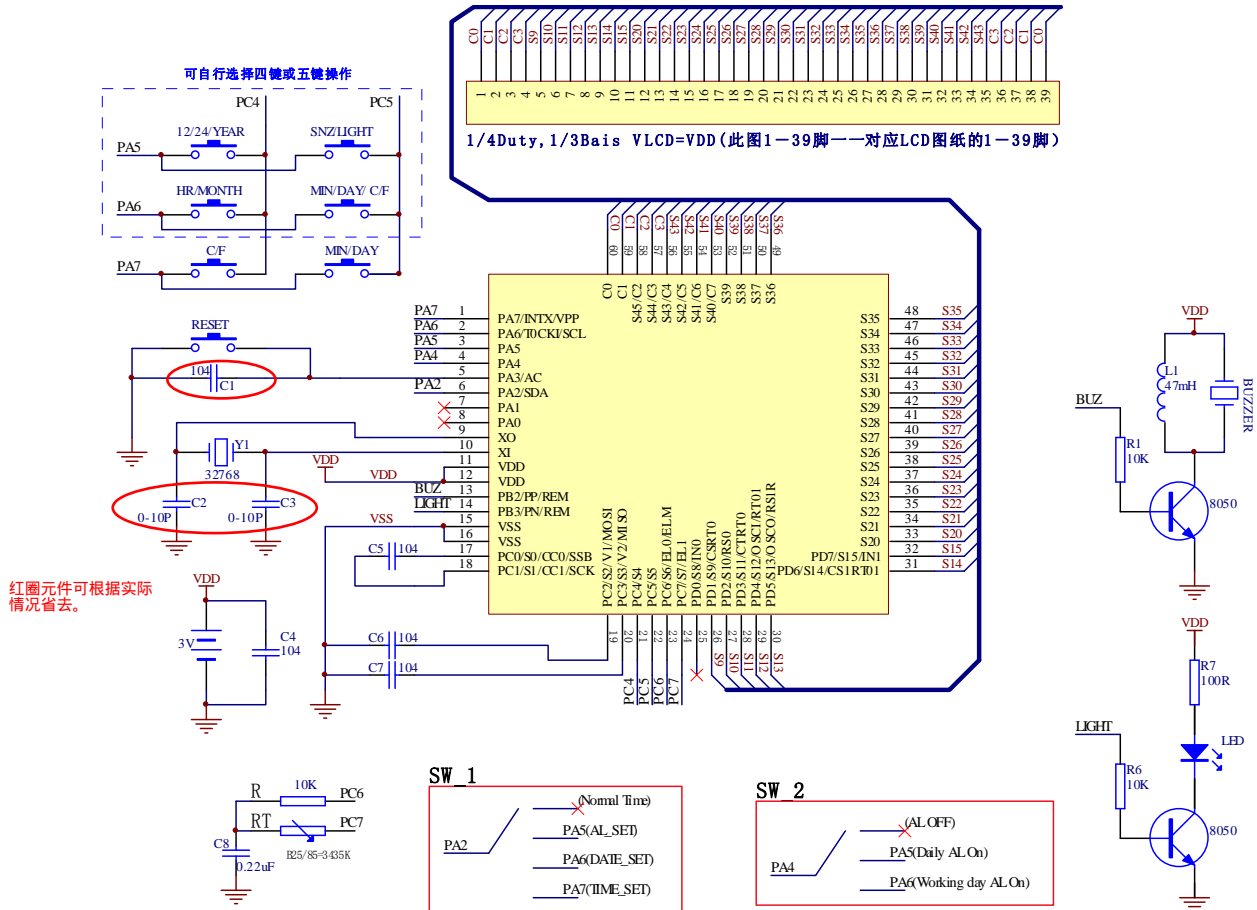 C0 C1 C2 C3 S9 S10 S11 S12 S13 S14 S15 S20 S21 S22 S23 S24 S25 S26 S27 S28 S29 S30 S31 S32 S33 S34 S35 S36 S37 S38 S39 S40 S41 S42 S43 C3 C2 C1 C0
1 2 3 4 5 6 7 8 9 10 11 12 13 14 15 16 17 18 19 20 21 22 23 24 25 26 27 28 29 30 31 32 33 34 35 36 37 38 39
1/4Duty,1/3Bais VLCD=VDD(此图1－39脚一一对应LCD图纸的1－39脚)
可自行选择四键或五键操作
PC4 PC5
12/24/YEAR SNZ/LIGHT
PA5
HR/MONTH MIN/DAY/ C/F
PA6
C/F MIN/DAY
PA7
C0 C1 C2 C3 S43 S42 S41 S40 S39 S38 S37 S36
60 59 58 57 56 55 54 53 52 51 50 49
C0 C1 S45/C2 S44/C3 S43/C4 S42/C5 S41/C6 S40/C7 S39 S38 S37 S36
PA7 1 PA7/INTX/VPP
PA6 2 PA6/T0CKI/SCL
PA5 3 PA5
PA4 4 PA4
5 PA3/AC
PA2 6 PA2/SDA
7 PA1
8 PA0
9 XO
10 XI
11 VDD
VDD 12 VDD
BUZ 13 PB2/PP/REM
LIGHT 14 PB3/PN/REM
VSS 15 VSS
16 VSS
17 PC0/S0/CC0/SSB
18 PC1/S1/CC1/SCK
S35 48 S35
S34 47 S34
S33 46 S33
S32 45 S32
S31 44 S31
S30 43 S30
S29 42 S29
S28 41 S28
S27 40 S27
S26 39 S26
S25 38 S25
S24 37 S24
S23 36 S23
S22 35 S22
S21 34 S21
S20 33 S20
PD7/S15/IN1 32 S15
PD6/S14/CS1RT01 31 S14
PC2/S2/V1/MOSI PC3/S3/V2/MISO PC4/S4 PC5/S5 PC6/S6/EL0/ELM PC7/S7/EL1 PD0/S8/IN0 PD1/S9/CSRT0 PD2/S10/RS0 PD3/S11/CTRT0 PD4/S12/OSCI/RT01 PD5/S13/OSCO/RS1R
19 20 21 22 23 24 25 26 27 28 29 30
PC4 PC5 PC6 PC7 S9 S10 S11 S12 S13
RESET
104
C1
Y1
32768
VDD
C2 C3
0-10P 0-10P
C5 104
C6 104
C7 104
红圈元件可根据实际
情况省去。
VDD
3V
C4
104
R 10K PC6
RT PC7
C8 B25/85=3435K
0.22uF
SW_1
(Normal Time)
PA5(AL_SET)
PA2
PA6(DATE_SET)
PA7(TIME_SET)
SW_2
(AL OFF)
PA5(Daily AL On)
PA4
PA6(Working day AL On)
VDD
L1
47mH
BUZZER
BUZ
R1
10K
8050
VDD
R7
100R
LIGHT
LED
R6
10K
8050